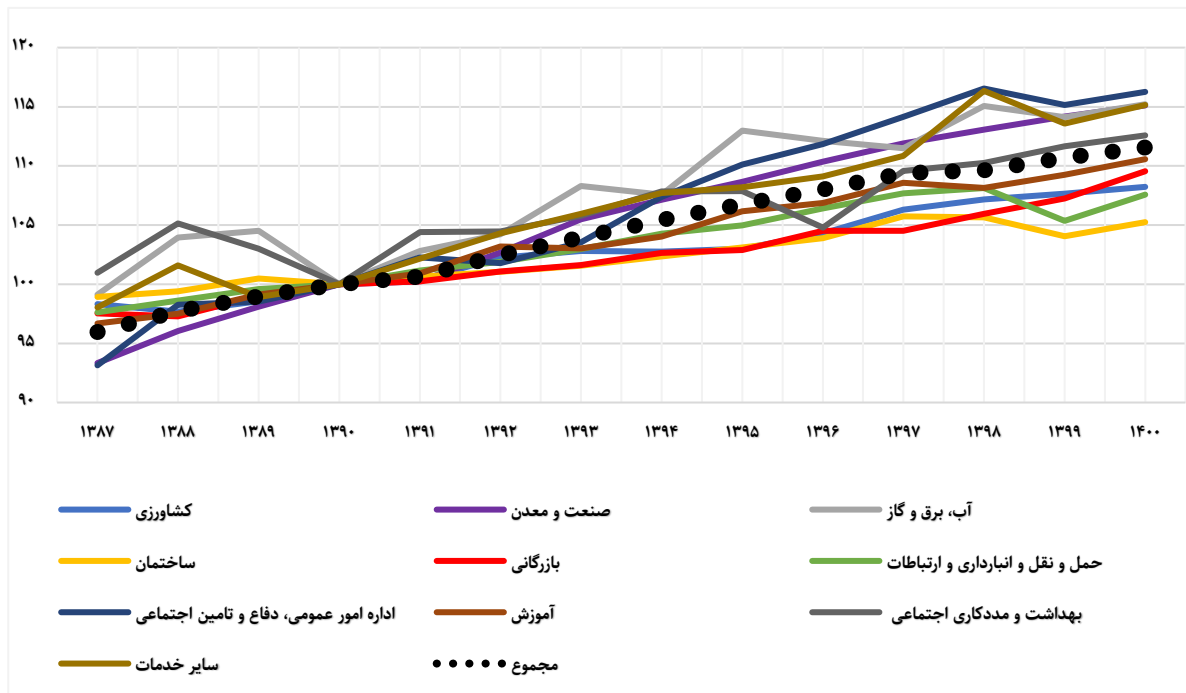 ۱۲۰
۱۱۵
۱۱۰
۱۰۵
۱۰۰
۹۵
۹۰
۱۳۸۷ ۱۳۸۸ ۱۳۸۹ ۱۳۹۰ ۱۳۹۱ ۱۳۹۲ ۱۳۹۳ ۱۳۹۴ ۱۳۹۵ ۱۳۹۶ ۱۳۹۷ ۱۳۹۸ ۱۳۹۹ ۱۴۰۰
آب، برق و گاز صنعت و معدن کشاورزی
حمل و نقل و انبارداری و ارتباطات بازرگانی ساختمان
بهداشت و مددکاری اجتماعی آموزش اداره امور عمومی، دفاع و تامین اجتماعی
مجموع سایر خدمات